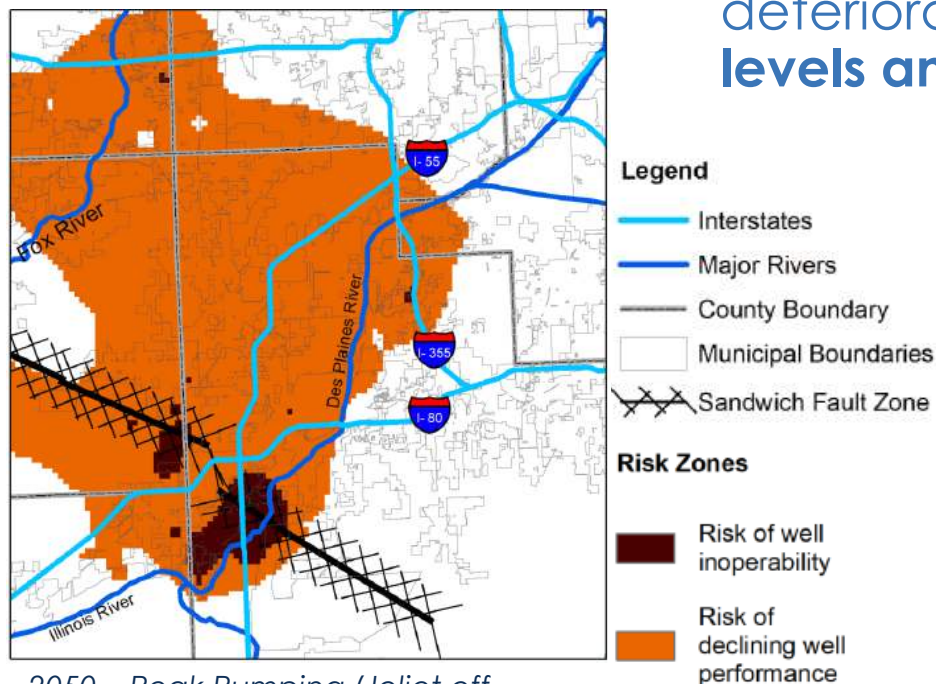 deteriora
levels an
I- 55
Fox River
Des Plaines River
I- 355
I- 80
Illinois River
Legend
Interstates
Major Rivers
County Boundary
Municipal Boundaries
Sandwich Fault Zone
Risk Zones
Risk of well
inoperability
Risk of
declining well
performance
2050 – Peak Pumping (Joliet off